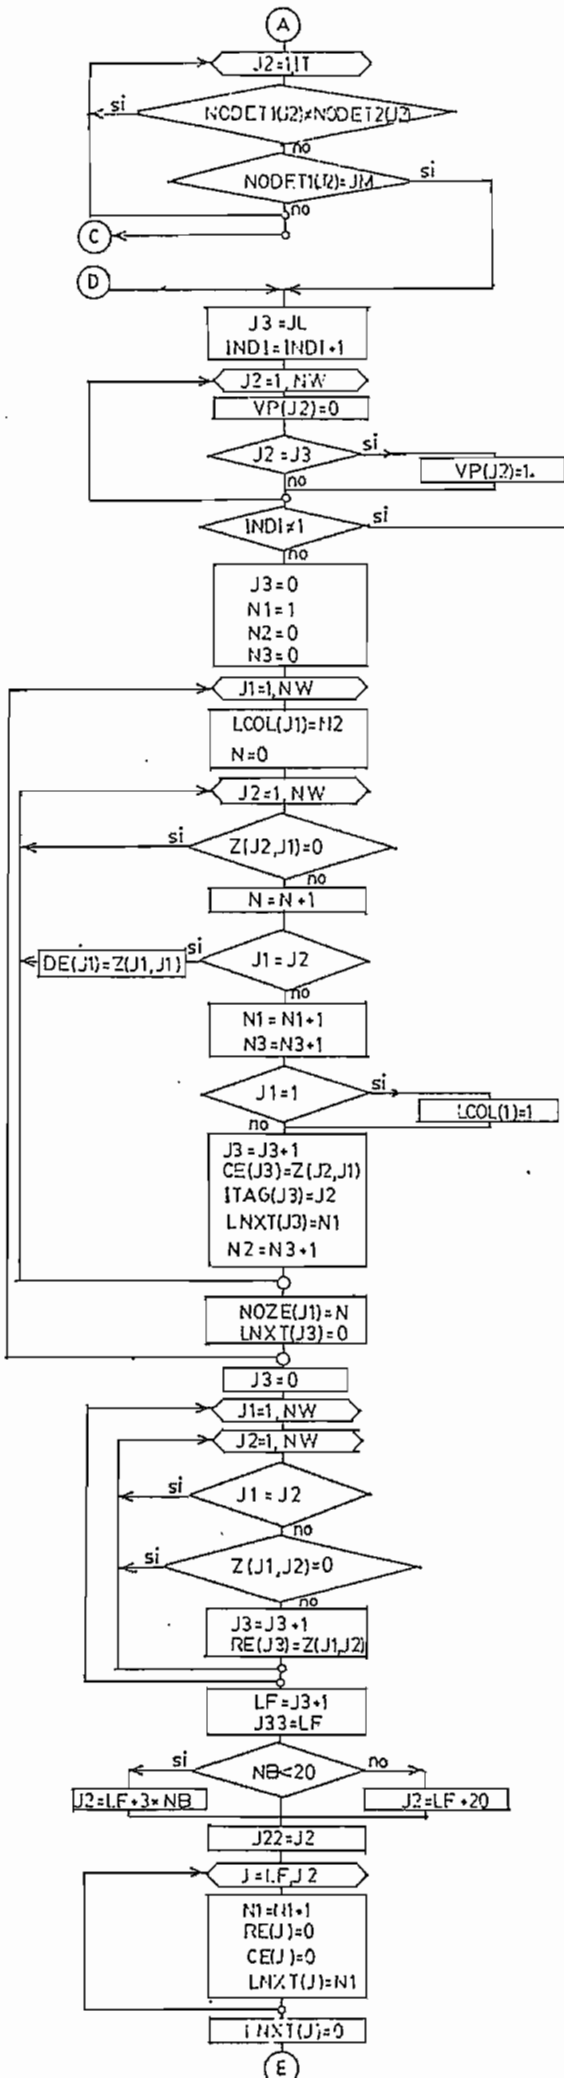 A
J2=1,IT
si
NODET1(J2)≠NODET2(J2)
no
NODET1(J2)=JM
si
no
C
D
J3=JL
INDI=INDI+1
J2=1,NW
VP(J2)=0
J2=J3
si
VP(J2)=1.
no
INDI≠1
si
no
J3=0
N1=1
N2=0
N3=0
J1=1,NW
LCOL(J1)=N2
N=0
J2=1,NW
si
Z(J2,J1)=0
no
N=N+1
DE(J1)=Z(J1,J1)
si
J1=J2
no
N1=N1+1
N3=N3+1
J1=1
si
LCOL(1)=1
no
J3=J3+1
CE(J3)=Z(J2,J1)
ITAG(J3)=J2
LNXT(J3)=N1
N2=N3+1
NOZE(J1)=N
LNXT(J3)=0
J3=0
J1=1,NW
J2=1,NW
si
J1=J2
no
si
Z(J1,J2)=0
no
J3=J3+1
RE(J3)=Z(J1,J2)
LF=J3+1
J33=LF
si
NB<20
no
J2=LF+3*NB
J2=LF+20
J22=J2
J=LF,J2
N1=N1+1
RE(J)=0
CE(J)=0
LNXT(J)=N1
LNXT(J)=0
E